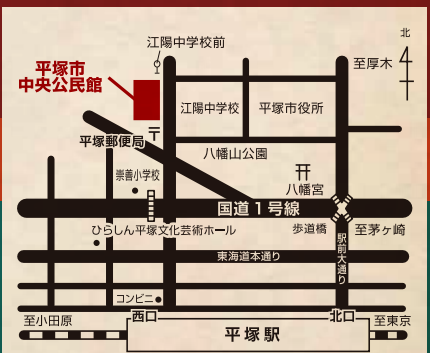 江陽中学校前
北
平塚市
中央公民館
至厚木
江陽中学校
平塚市役所
平塚郵便局
〒
八幡山公園
崇善小学校
八幡宮
国道1号線
ひらしん平塚文化芸術ホール
歩道橋
至茅ヶ崎
駅前大通り
東海道本通り
コンビニ
至小田原
西口
北口
至東京
平塚駅